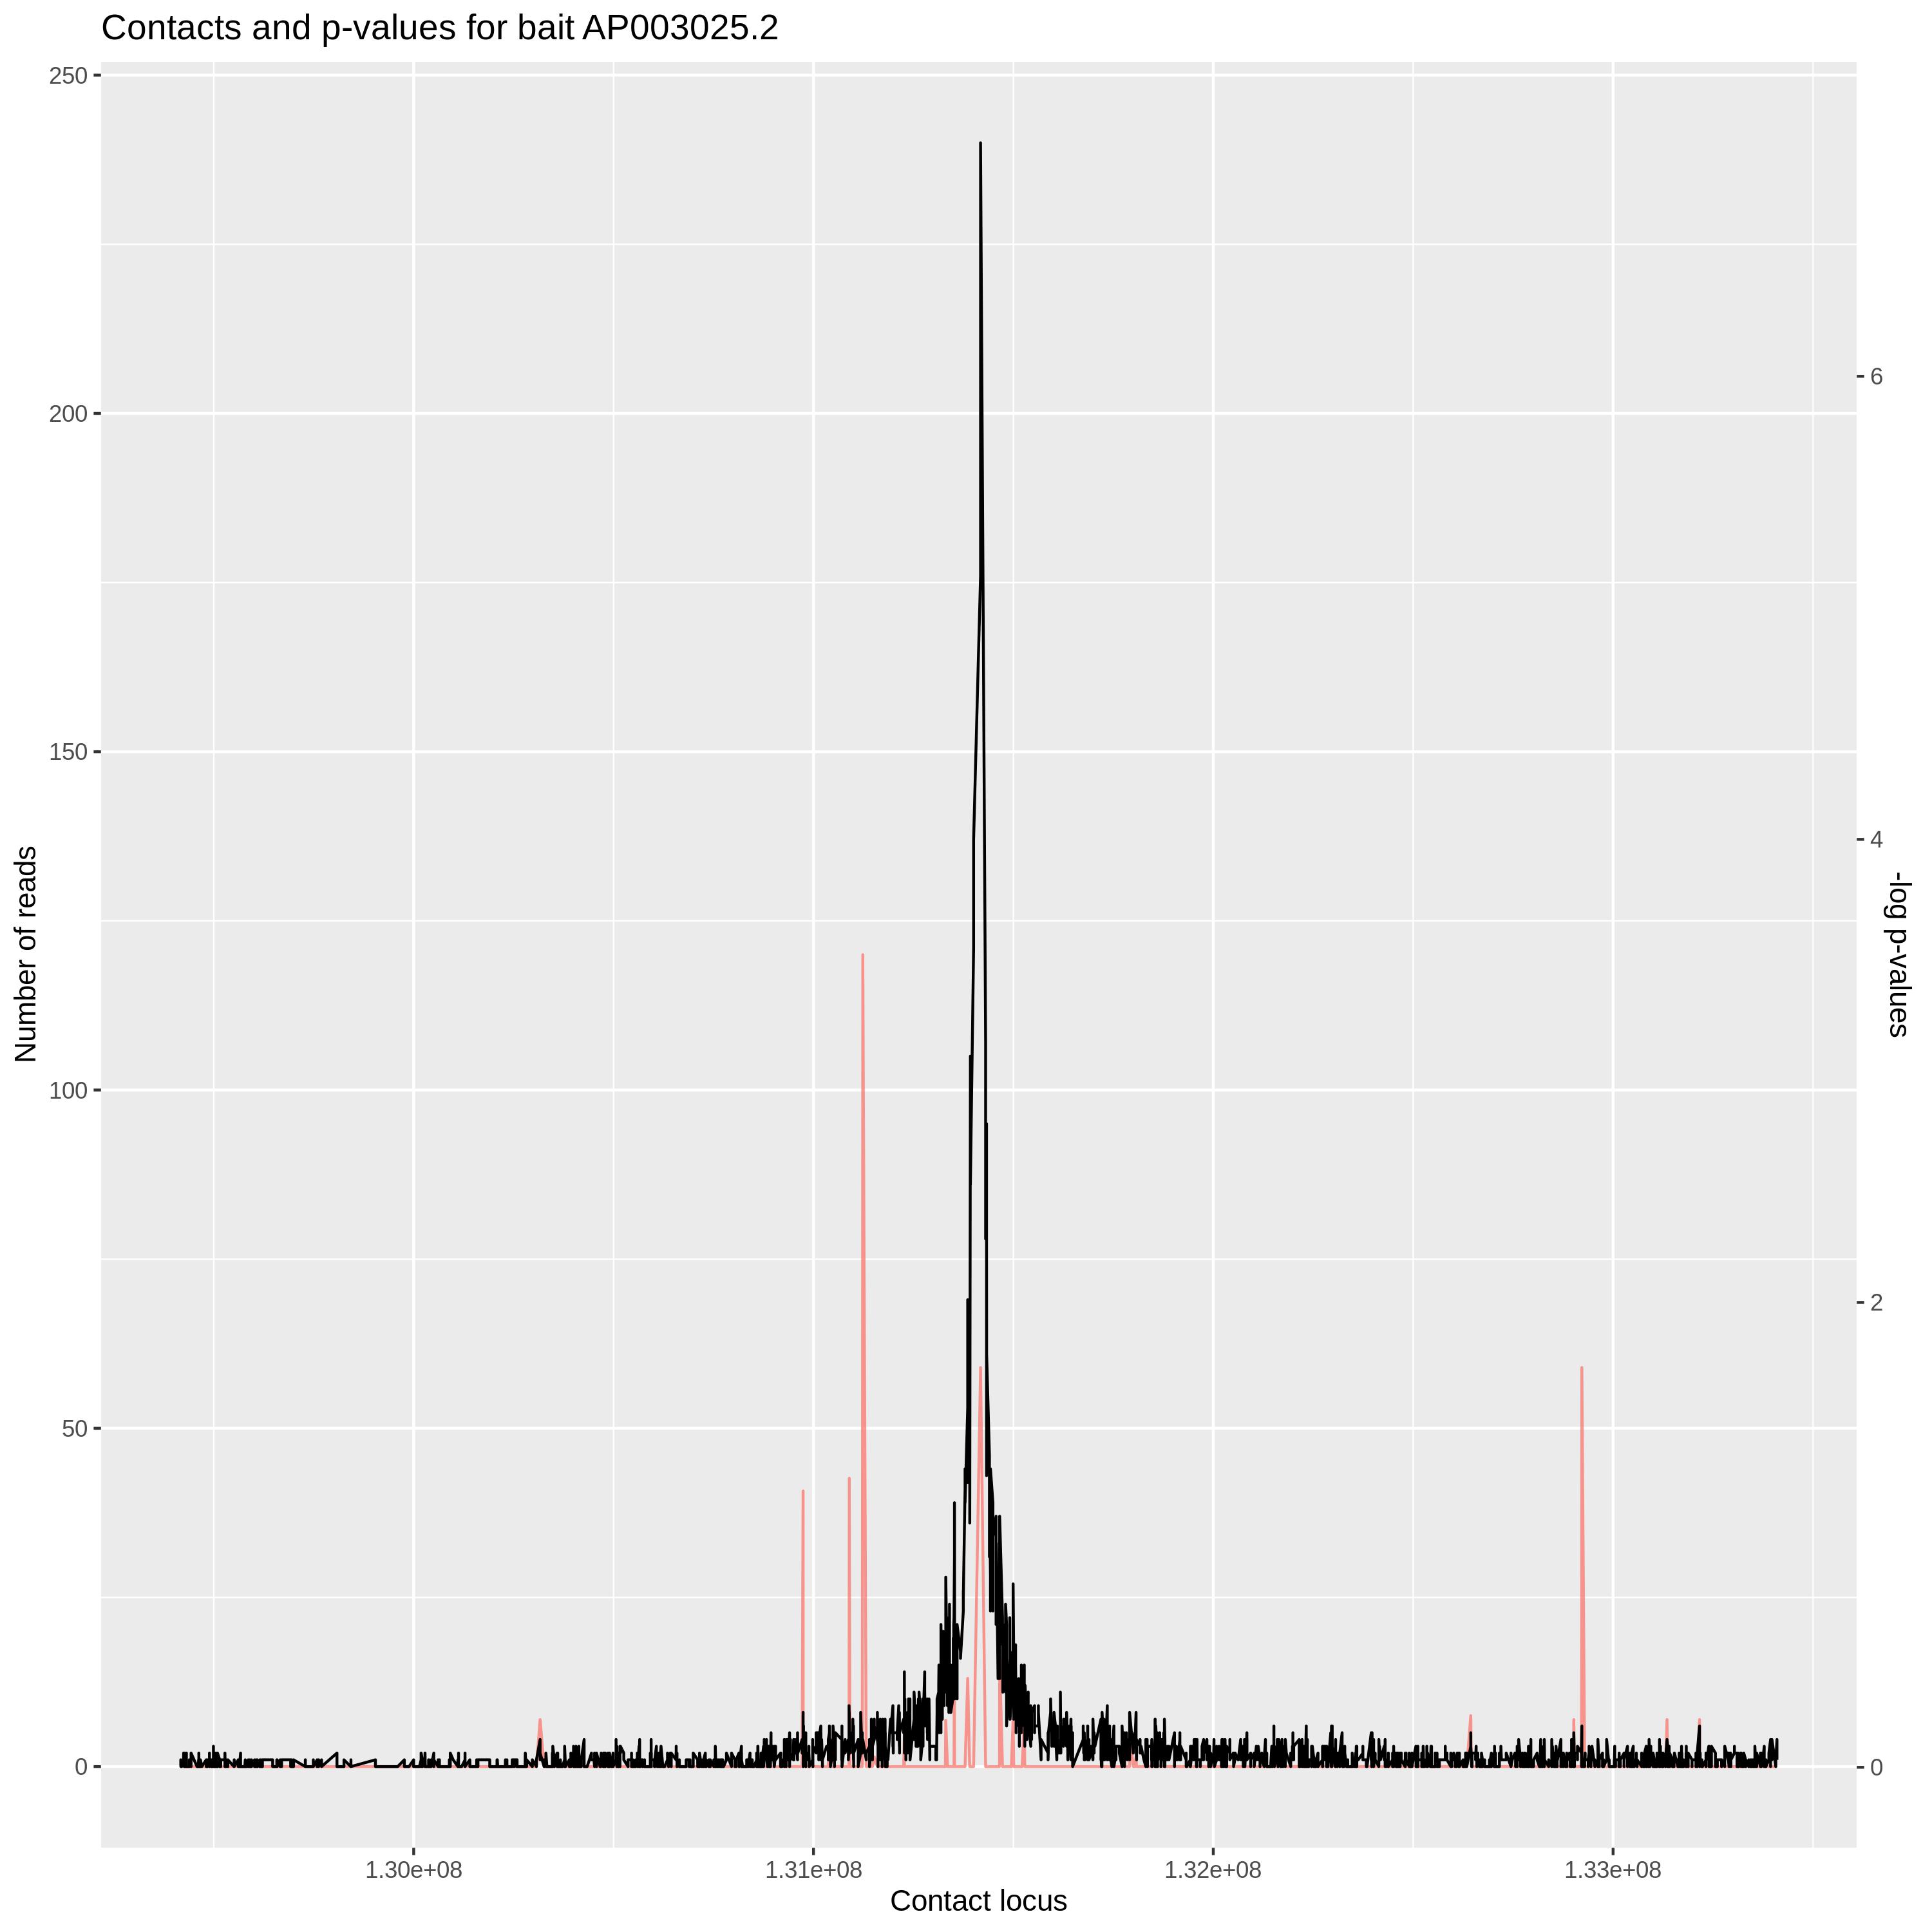 Contacts and p-values for bait AP003025.2
250
200
150
100
50
0
Number of reads
6
4
2
0
-log p-values
1.30e+08
1.31e+08
1.32e+08
1.33e+08
Contact locus